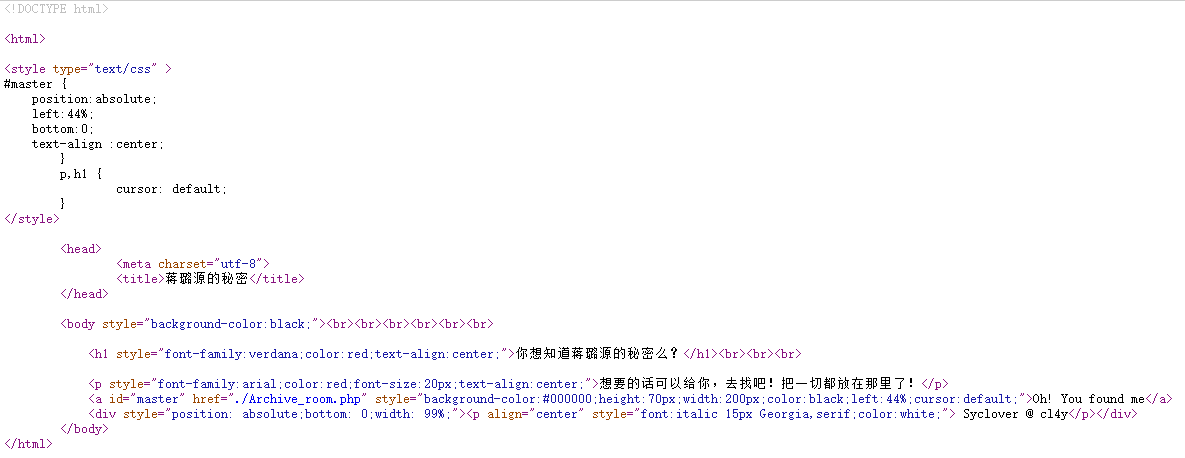 <!DOCTYPE html>
<html>
<style type="text/css" >
#master {
position:absolute;
left:44%;
bottom:0;
text-align :center;
}
p,h1 {
cursor: default;
}
</style>
<head>
<meta charset="utf-8">
<title>蒋璐源的秘密</title>
</head>
<body style="background-color:black;"><br><br><br><br><br><br>
<h1 style="font-family:verdana;color:red;text-align:center;">你想知道蒋璐源的秘密么？</h1><br><br><br>
<p style="font-family:arial;color:red;font-size:20px;text-align:center;">想要的话可以给你，去找吧！把一切都放在那里了！</p>
<a id="master" href="./Archive_room.php" style="background-color:#000000;height:70px;width:200px;color:black;left:44%;cursor:default;">Oh! You found me</a>
<div style="position: absolute;bottom: 0;width: 99%;"><p align="center" style="font:italic 15px Georgia,serif;color:white;"> Syclover @ cl4y</p></div>
</body>
</html>